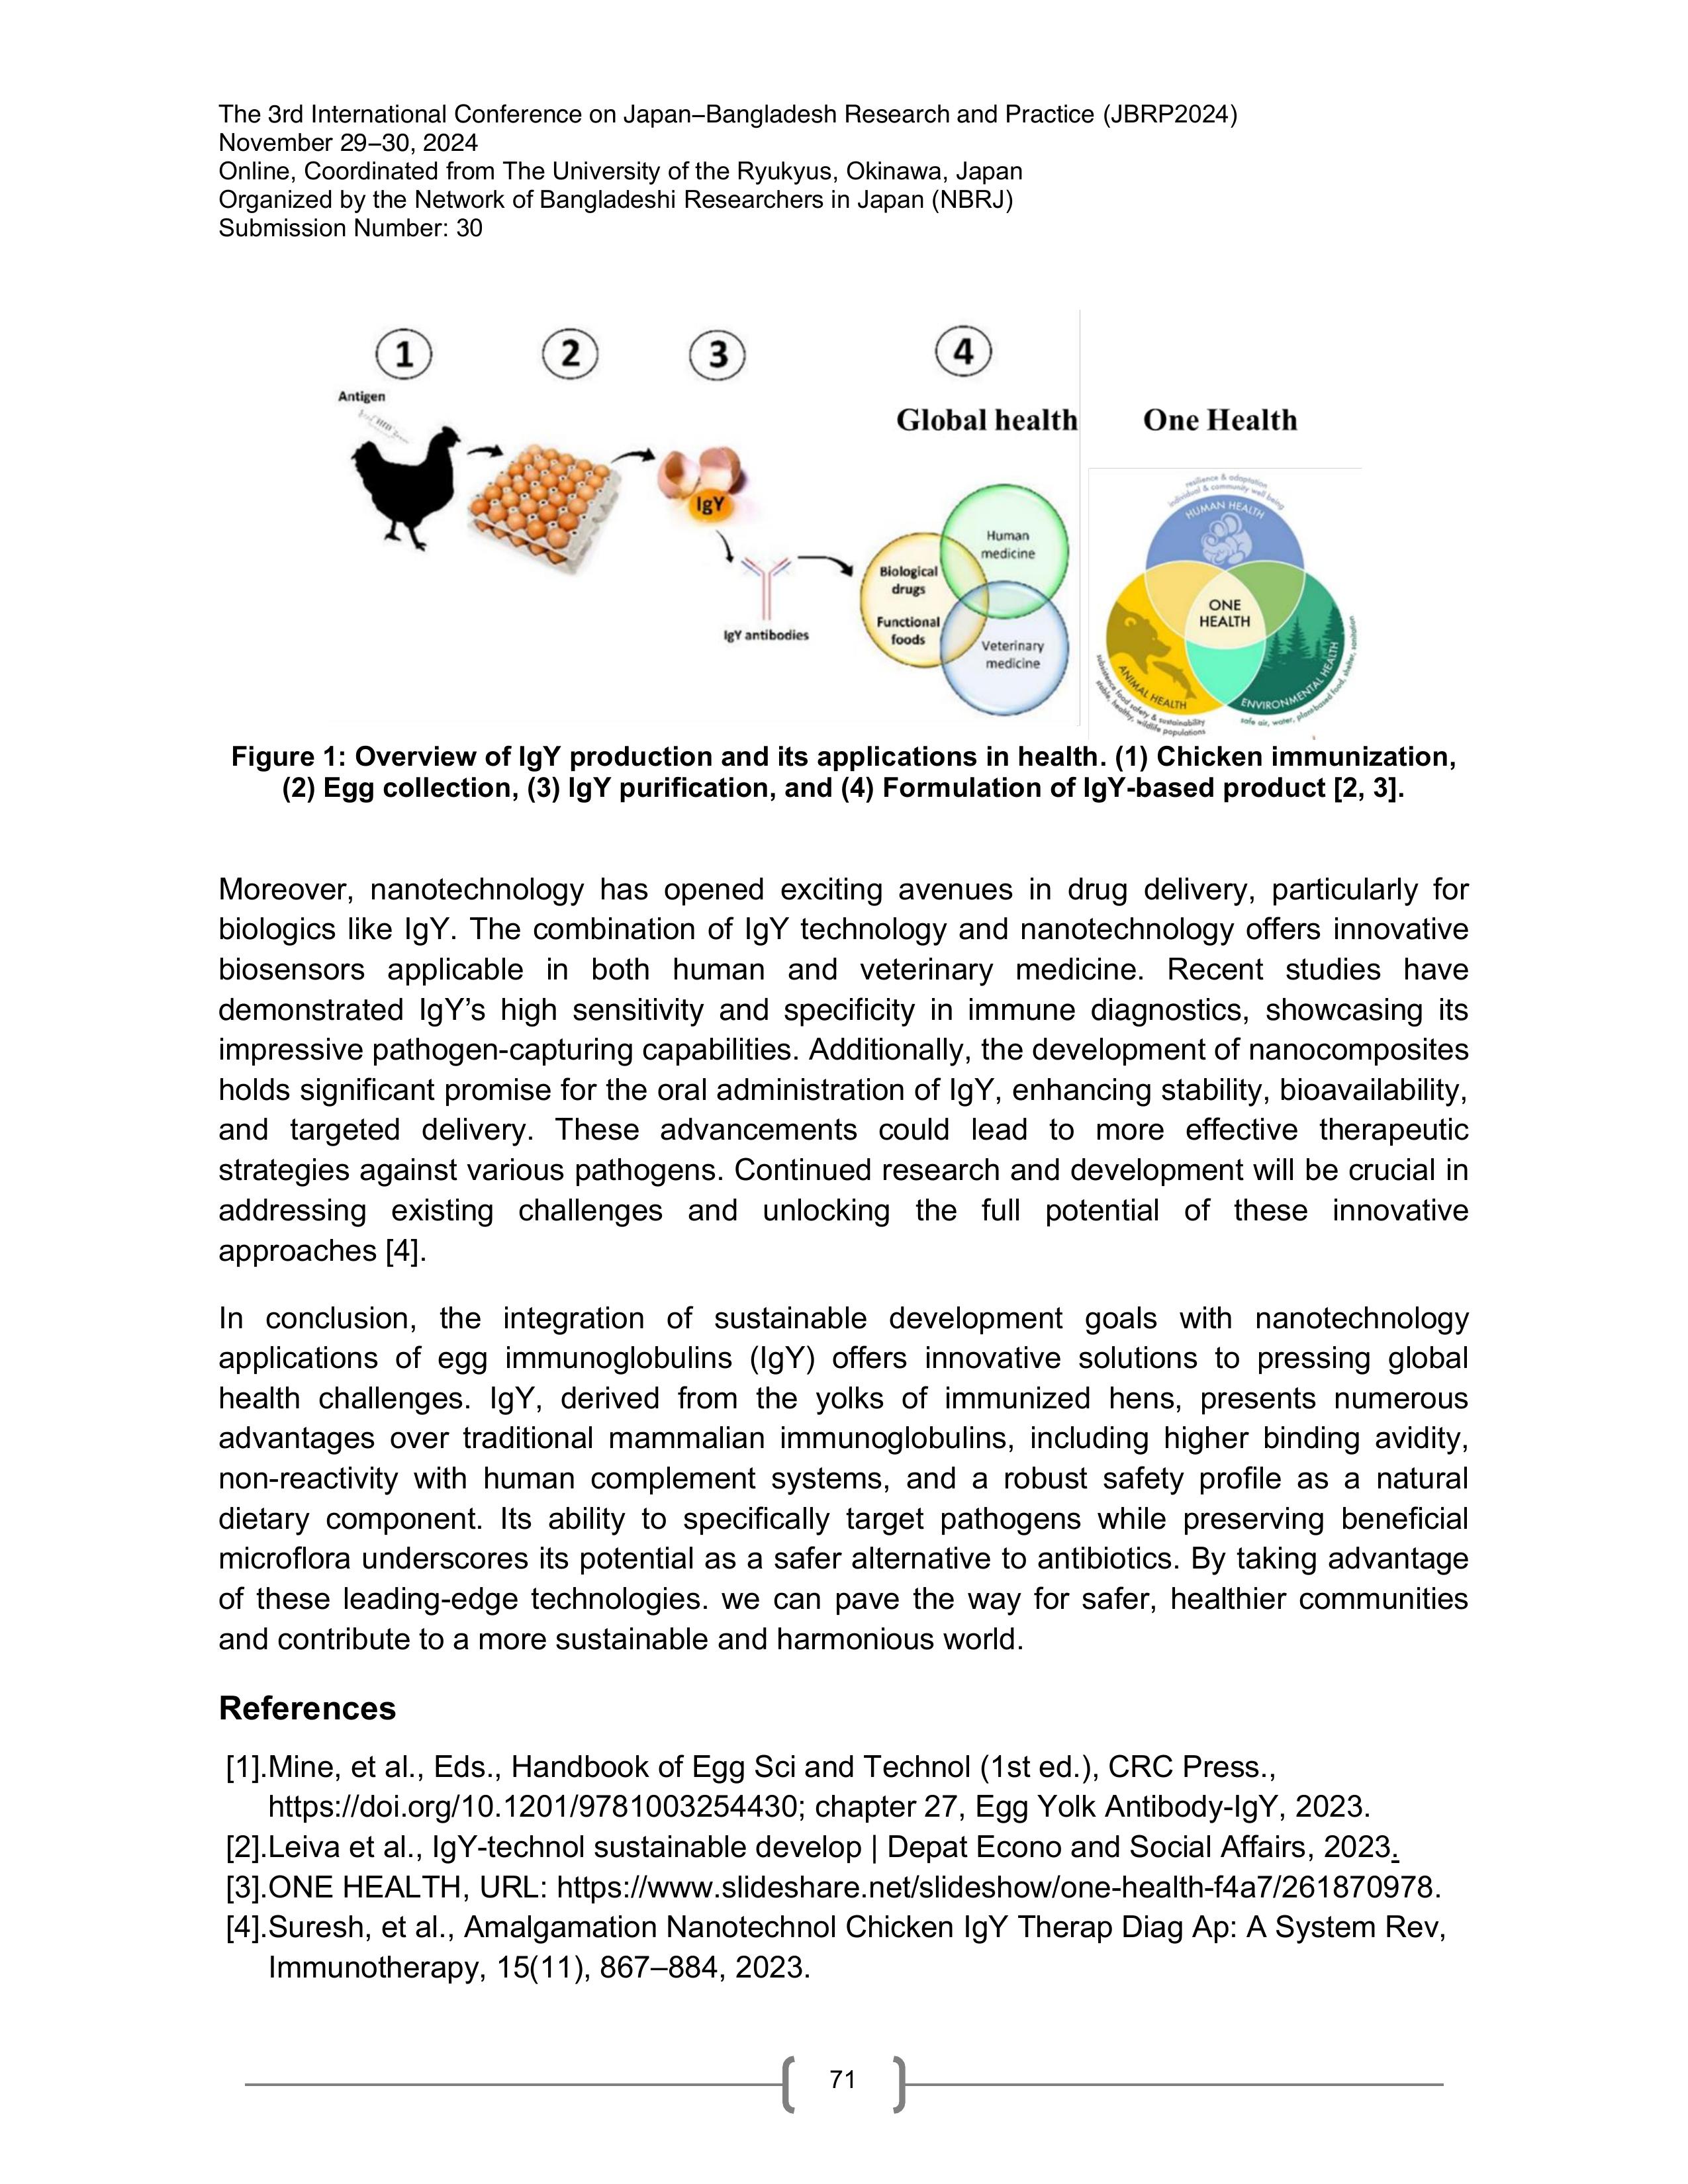 The 3rd International Conference on Japan–Bangladesh Research and Practice (JBRP2024)
November 29–30, 2024
Online, Coordinated from The University of the Ryukyus, Okinawa, Japan
Organized by the Network of Bangladeshi Researchers in Japan (NBRJ)
Submission Number: 30
1
2
3
4
Antigen
Global health
One Health
IgY
IgY antibodies
Biological
drugs
Functional
foods
Human
medicine
Veterinary
medicine
resilience & adaptation
individual & community well being
HUMAN HEALTH
ONE
HEALTH
ANIMAL HEALTH
subsistence food safety & sustainability
stable, healthy, wildlife populations
ENVIRONMENTAL HEALTH
safe air, water, plant-based food, shelter, sanitation
Figure 1: Overview of IgY production and its applications in health. (1) Chicken immunization,
(2) Egg collection, (3) IgY purification, and (4) Formulation of IgY-based product [2, 3].
Moreover, nanotechnology has opened exciting avenues in drug delivery, particularly for
biologics like IgY. The combination of IgY technology and nanotechnology offers innovative
biosensors applicable in both human and veterinary medicine. Recent studies have
demonstrated IgY’s high sensitivity and specificity in immune diagnostics, showcasing its
impressive pathogen-capturing capabilities. Additionally, the development of nanocomposites
holds significant promise for the oral administration of IgY, enhancing stability, bioavailability,
and targeted delivery. These advancements could lead to more effective therapeutic
strategies against various pathogens. Continued research and development will be crucial in
addressing existing challenges and unlocking the full potential of these innovative
approaches [4].
In conclusion, the integration of sustainable development goals with nanotechnology
applications of egg immunoglobulins (IgY) offers innovative solutions to pressing global
health challenges. IgY, derived from the yolks of immunized hens, presents numerous
advantages over traditional mammalian immunoglobulins, including higher binding avidity,
non-reactivity with human complement systems, and a robust safety profile as a natural
dietary component. Its ability to specifically target pathogens while preserving beneficial
microflora underscores its potential as a safer alternative to antibiotics. By taking advantage
of these leading-edge technologies. we can pave the way for safer, healthier communities
and contribute to a more sustainable and harmonious world.
References
[1].Mine, et al., Eds., Handbook of Egg Sci and Technol (1st ed.), CRC Press.,
https://doi.org/10.1201/9781003254430; chapter 27, Egg Yolk Antibody-IgY, 2023.
[2].Leiva et al., IgY-technol sustainable develop | Depat Econo and Social Affairs, 2023.
[3].ONE HEALTH, URL: https://www.slideshare.net/slideshow/one-health-f4a7/261870978.
[4].Suresh, et al., Amalgamation Nanotechnol Chicken IgY Therap Diag Ap: A System Rev,
Immunotherapy, 15(11), 867–884, 2023.
71